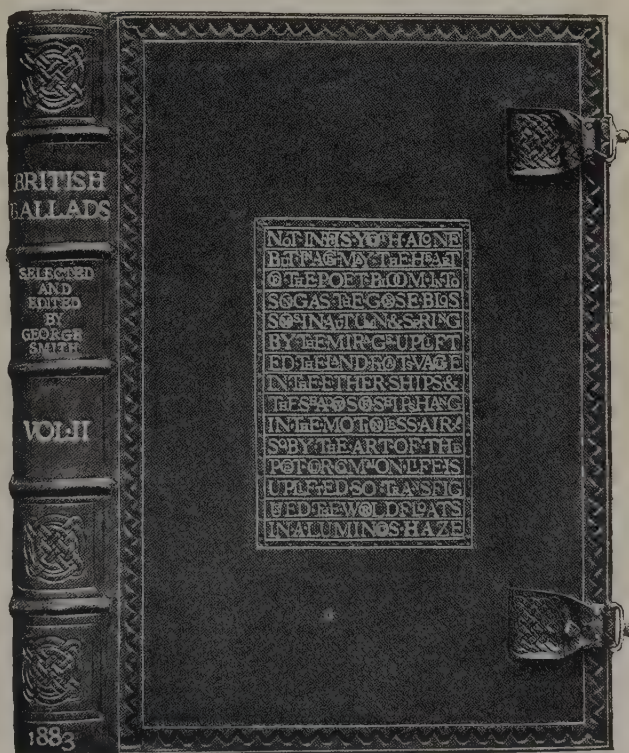 BRITISH
BALLADS
SELECTED
AND
EDITED
BY
GEORGE
SMITH
VOL·II
1883
NOT·IN·HIS·YOUTH·ALONE
BUT·IN·AGE·MAY·THE·HEART
OF·THE·POET·BLOOM·INTO
SONG·AS·THE·GORSE·BLOS
SOMS·IN·AUTUMN·&·SPRING
BY·THE·MIRAGE·UPLIFT
ED·THE·LAND·FLOATS·VAGUE
IN·THE·ETHER·SHIPS·&
THE·SHADOWS·OF·SHIPS·HANG
IN·THE·MOTIONLESS·AIR
SO·BY·THE·ART·OF·THE
POET·OUR·COMMON·LIFE·IS
UPLIFTED·SO·TRANSFIG
URED·THE·WORLD·FLOATS
IN·A·LUMINOUS·HAZE